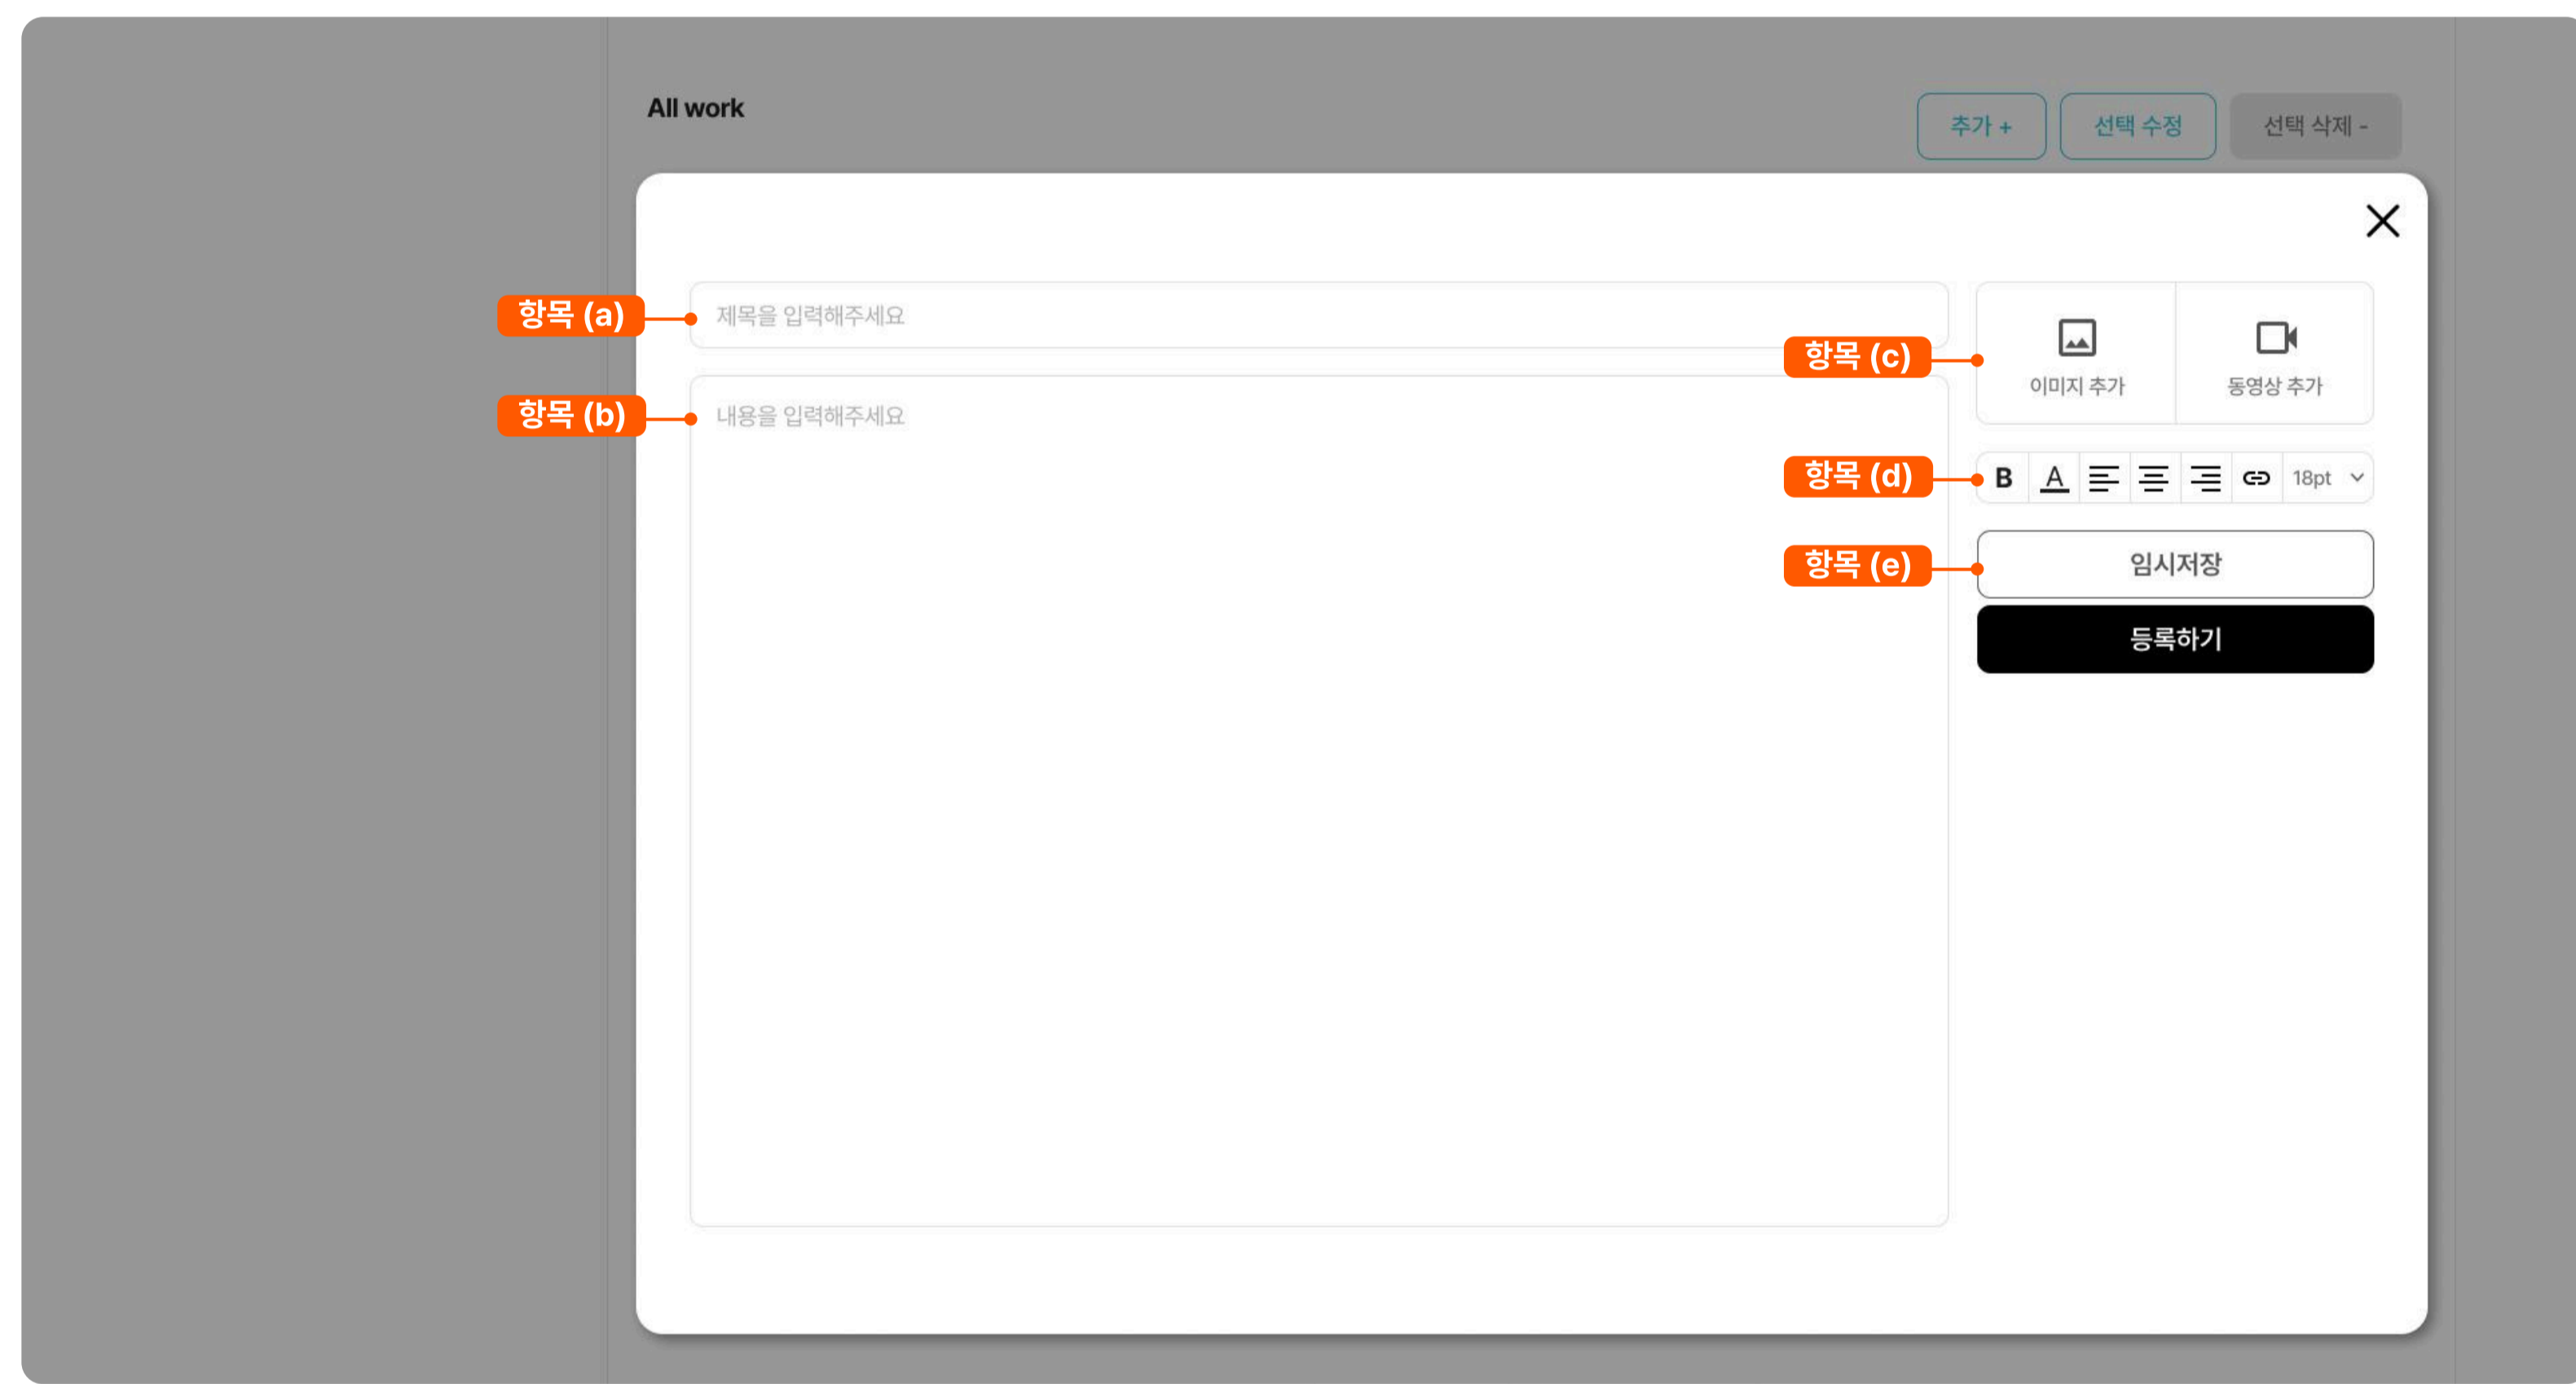 All work
추가 +
선택 수정
선택 삭제 -
항목 (a)
제목을 입력해주세요
항목 (b)
내용을 입력해주세요
항목 (c)
이미지 추가
동영상 추가
항목 (d)
B A 18pt
항목 (e)
임시저장
등록하기